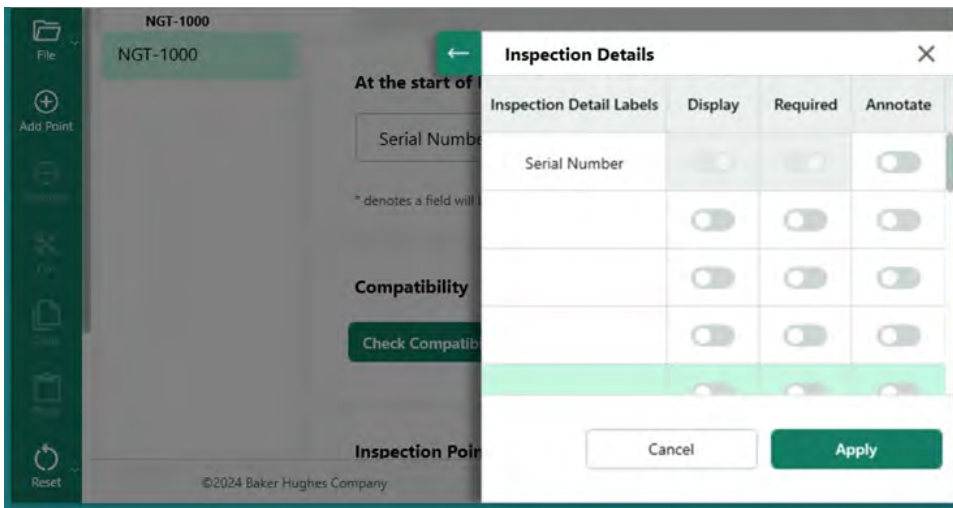 File
Add Point
Reset
NGT-1000
NGT-1000
At the start of
Serial Numbe
* denotes a field will
Compatibility
Check Compatib
Inspection Poin
©2024 Baker Hughes Company
←
Inspection Details
Inspection Detail Labels Display Required Annotate
Serial Number
Cancel Apply